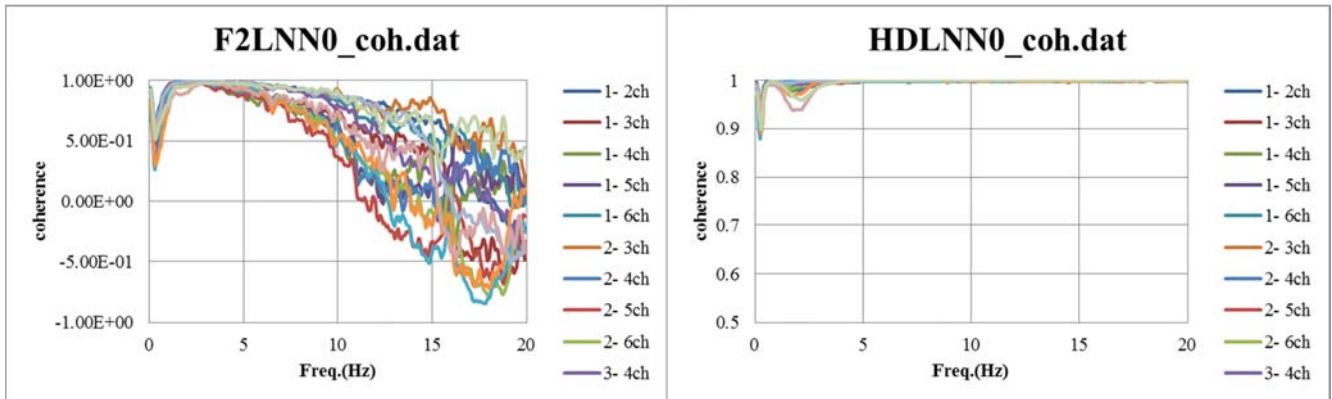 F2LNN0_coh.dat
1.00E+00
5.00E-01
0.00E+00
-5.00E-01
-1.00E+00
coherence
0 5 10 15 20
Freq.(Hz)
1- 2ch
1- 3ch
1- 4ch
1- 5ch
1- 6ch
2- 3ch
2- 4ch
2- 5ch
2- 6ch
3- 4ch
HDLNN0_coh.dat
1
0.9
0.8
0.7
0.6
0.5
coherence
0 5 10 15 20
Freq.(Hz)
1- 2ch
1- 3ch
1- 4ch
1- 5ch
1- 6ch
2- 3ch
2- 4ch
2- 5ch
2- 6ch
3- 4ch